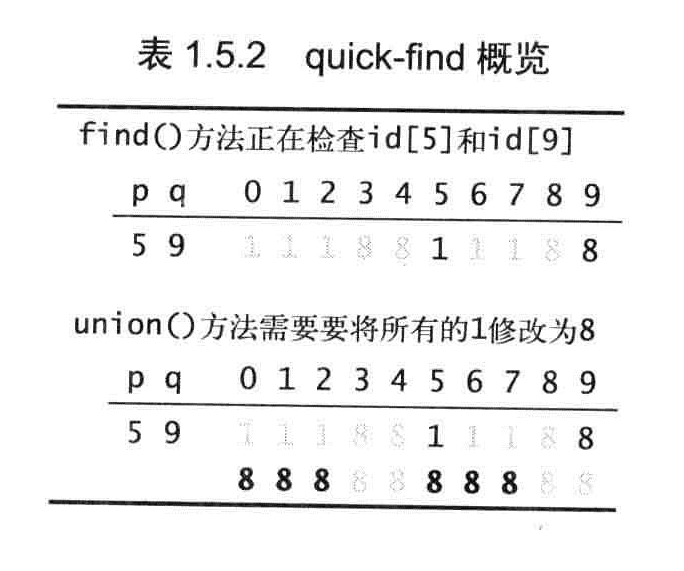 表 1.5.2 quick-find 概览
find()方法正在检查id[5]和id[9]
p q 0 1 2 3 4 5 6 7 8 9
5 9 1 1 1 8 8 1 1 1 8 8
union()方法需要要将所有的1修改为8
p q 0 1 2 3 4 5 6 7 8 9
5 9 1 1 1 8 8 1 1 1 8 8
8 8 8 8 8 8 8 8 8 8